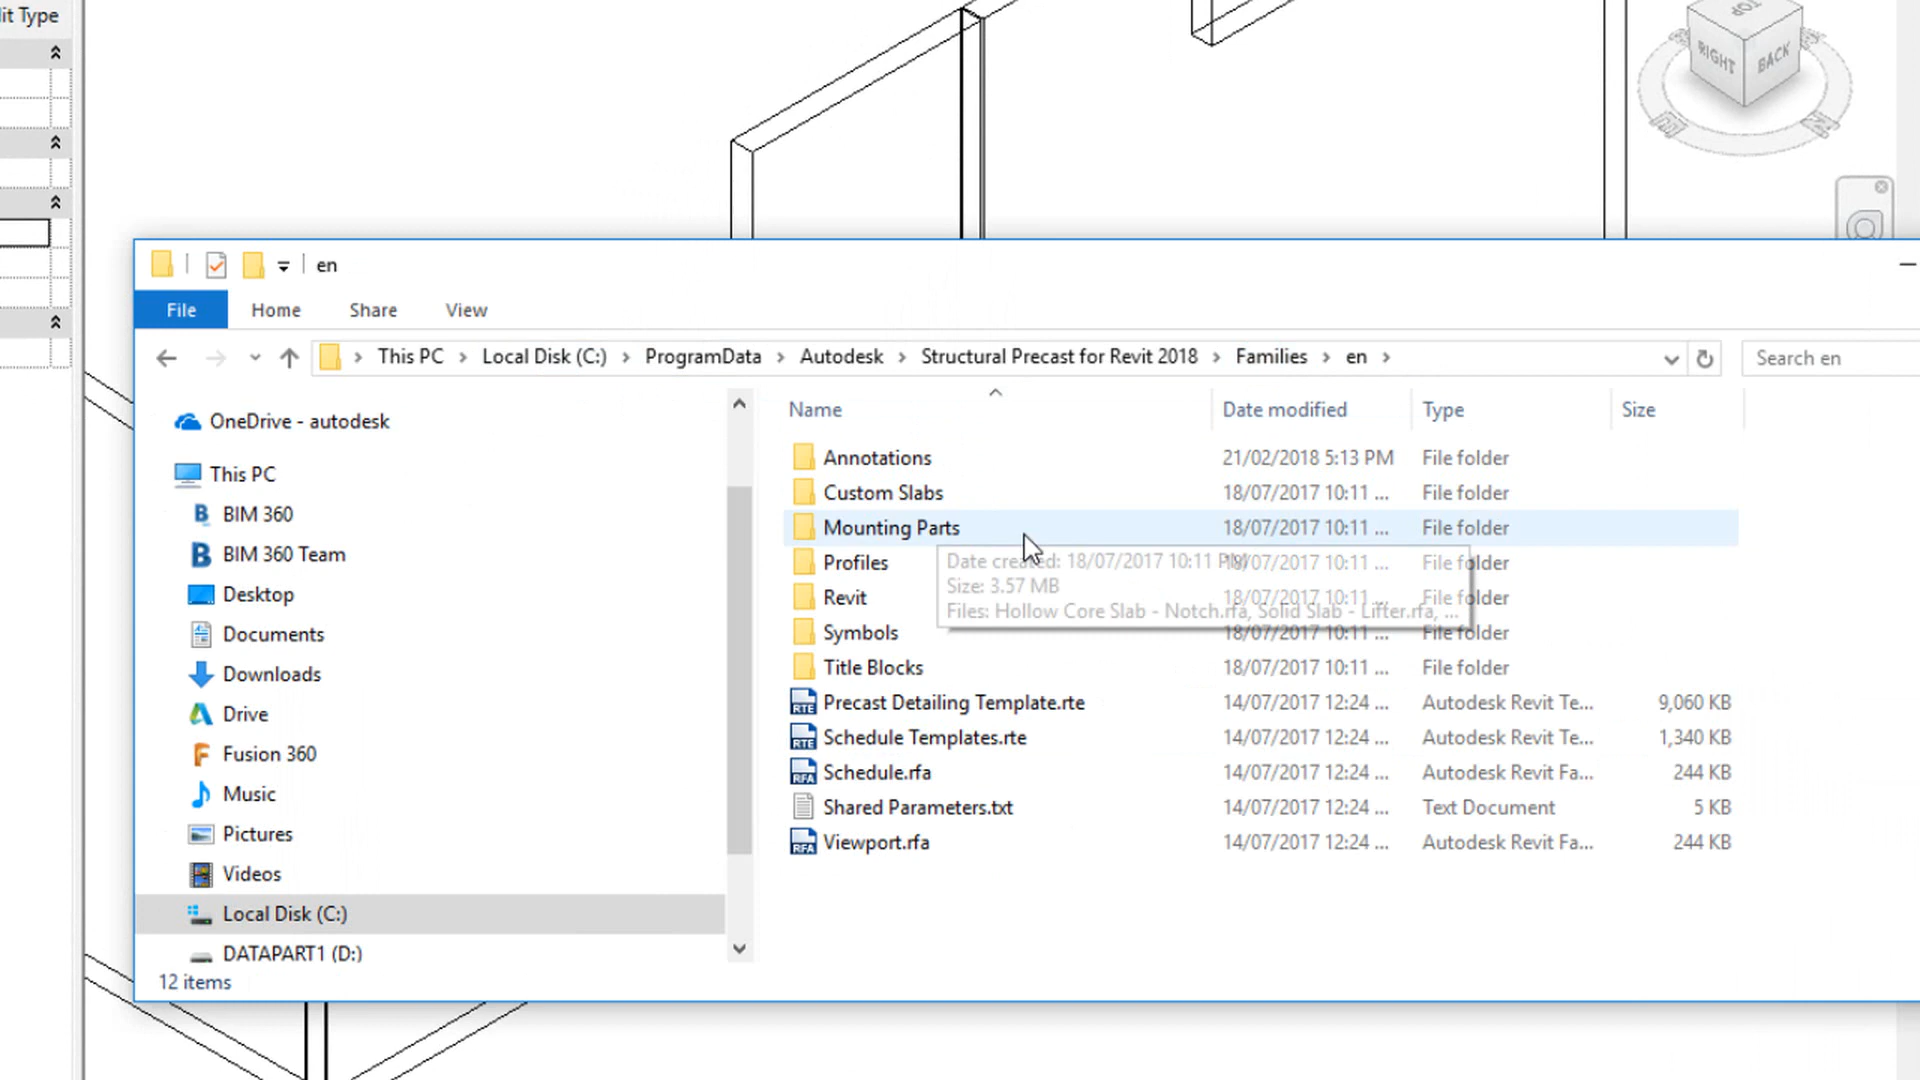 lit Type
TOP
RIGHT BACK
en
File Home Share View
This PC Local Disk (C:) ProgramData Autodesk Structural Precast for Revit 2018 Families en Search en
Name Date modified Type Size
OneDrive - autodesk
This PC
BIM 360
BIM 360 Team
Desktop
Documents
Downloads
Drive
Fusion 360
Music
Pictures
Videos
Local Disk (C:)
DATAPART1 (D:)
Annotations 21/02/2018 5:13 PM File folder
Custom Slabs 18/07/2017 10:11 ... File folder
Mounting Parts 18/07/2017 10:11 ... File folder
Profiles 18/07/2017 10:11 ... File folder
Revit 18/07/2017 10:11 ... File folder
Symbols 18/07/2017 10:11 ... File folder
Title Blocks 18/07/2017 10:11 ... File folder
Precast Detailing Template.rte 14/07/2017 12:24 ... Autodesk Revit Te... 9,060 KB
Schedule Templates.rte 14/07/2017 12:24 ... Autodesk Revit Te... 1,340 KB
Schedule.rfa 14/07/2017 12:24 ... Autodesk Revit Fa... 244 KB
Shared Parameters.txt 14/07/2017 12:24 ... Text Document 5 KB
Viewport.rfa 14/07/2017 12:24 ... Autodesk Revit Fa... 244 KB
Date created: 18/07/2017 10:11 PM
Size: 3.57 MB
Files: Hollow Core Slab - Notch.rfa, Solid Slab - Lifter.rfa, ...
12 items